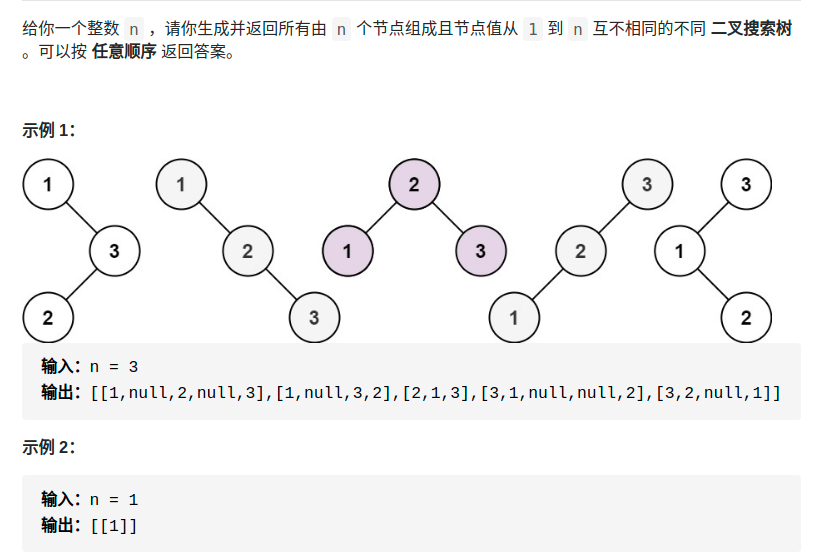 给你一个整数 n ，请你生成并返回所有由 n 个节点组成且节点值从 1 到 n 互不相同的不同 二叉搜索树
。可以按 任意顺序 返回答案。
示例 1：
1 1 2 3 3
3 2 1 3 2 1
2 3 1 2
输入：n = 3
输出：[[1,null,2,null,3],[1,null,3,2],[2,1,3],[3,1,null,null,2],[3,2,null,1]]
示例 2：
输入：n = 1
输出：[[1]]